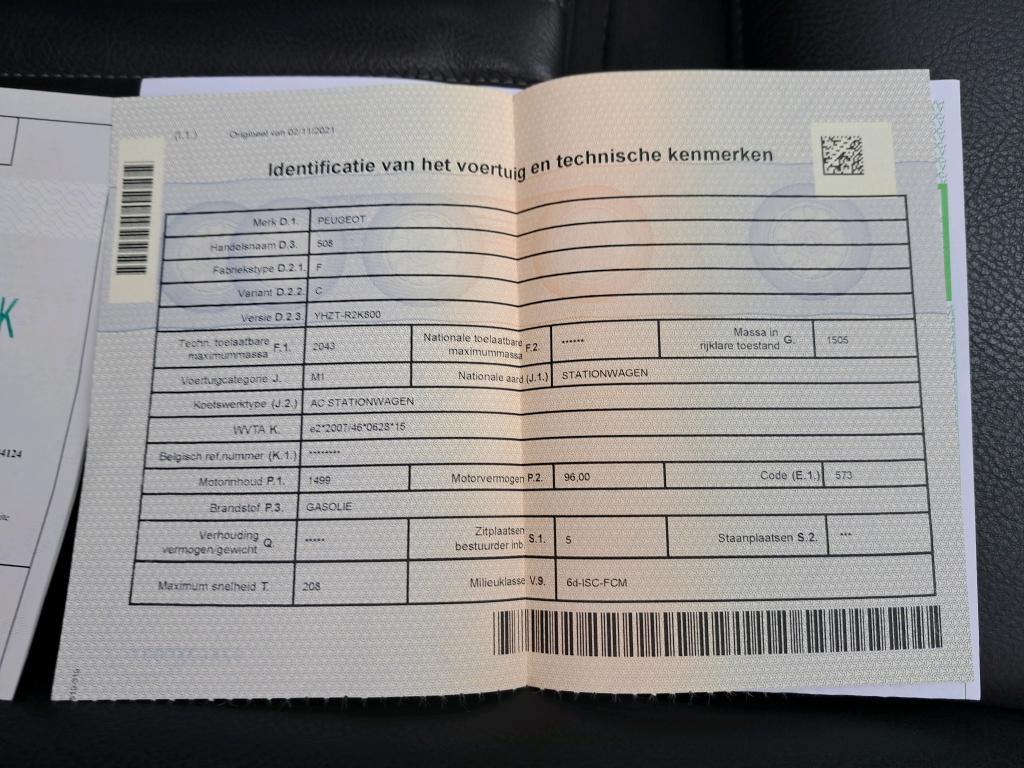 (I.1.) Origineel van 02/11/2021
Identificatie van het voertuig en technische kenmerken
Merk D.1. PEUGEOT
Handelsnaam D.3. 508
Fabriekstype D.2.1. F
Variant D.2.2. C
Versie D.2.3. YHZT-R2K800
Techn. toelaatbare maximummassa F.1. 2043 Nationale toelaatbare maximummassa F.2. ****** Massa in rijklare toestand G. 1505
Voertuigcategorie J. M1 Nationale aard (J.1.) STATIONWAGEN
Koetswerktype (J.2.) AC STATIONWAGEN
WVTA K. e2*2007/46*0628*15
Belgisch ref.nummer (K.1.) ********
Motorinhoud P.1. 1499 Motorvermogen P.2. 96,00 Code (E.1.) 573
Brandstof P.3. GASOLIE
Verhouding vermogen/gewicht Q. ***** Zitplaatsen bestuurder inb. S.1. 5 Staanplaatsen S.2. ***
Maximum snelheid T. 208 Milieuklasse V.9. 6d-ISC-FCM
K
4124